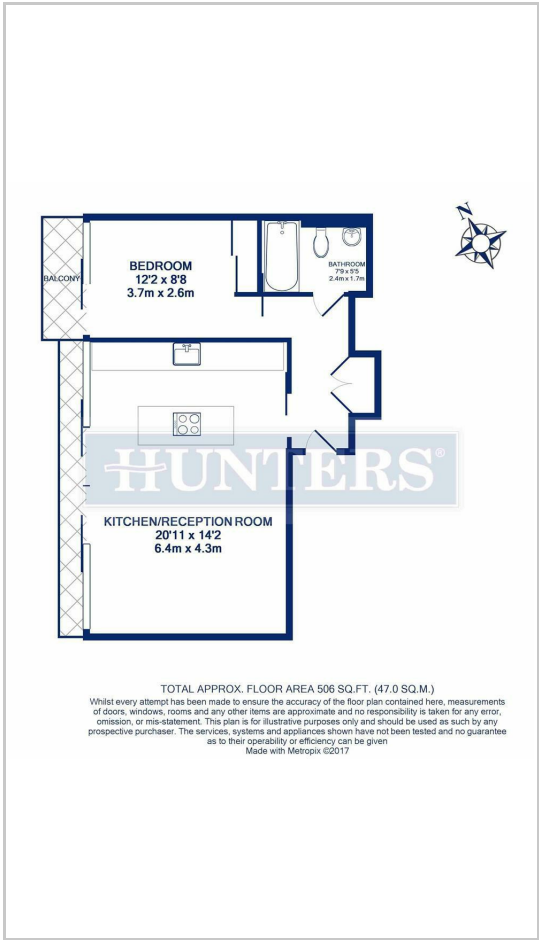 N
BALCONY
BEDROOM
12'2 x 8'8
3.7m x 2.6m
BATHROOM
7'9 x 5'5
2.4m x 1.7m
HUNTERS®
KITCHEN/RECEPTION ROOM
20'11 x 14'2
6.4m x 4.3m
TOTAL APPROX. FLOOR AREA 506 SQ.FT. (47.0 SQ.M.)
Whilst every attempt has been made to ensure the accuracy of the floor plan contained here, measurements
of doors, windows, rooms and any other items are approximate and no responsibility is taken for any error,
omission, or mis-statement. This plan is for illustrative purposes only and should be used as such by any
prospective purchaser. The services, systems and appliances shown have not been tested and no guarantee
as to their operability or efficiency can be given
Made with Metropix ©2017